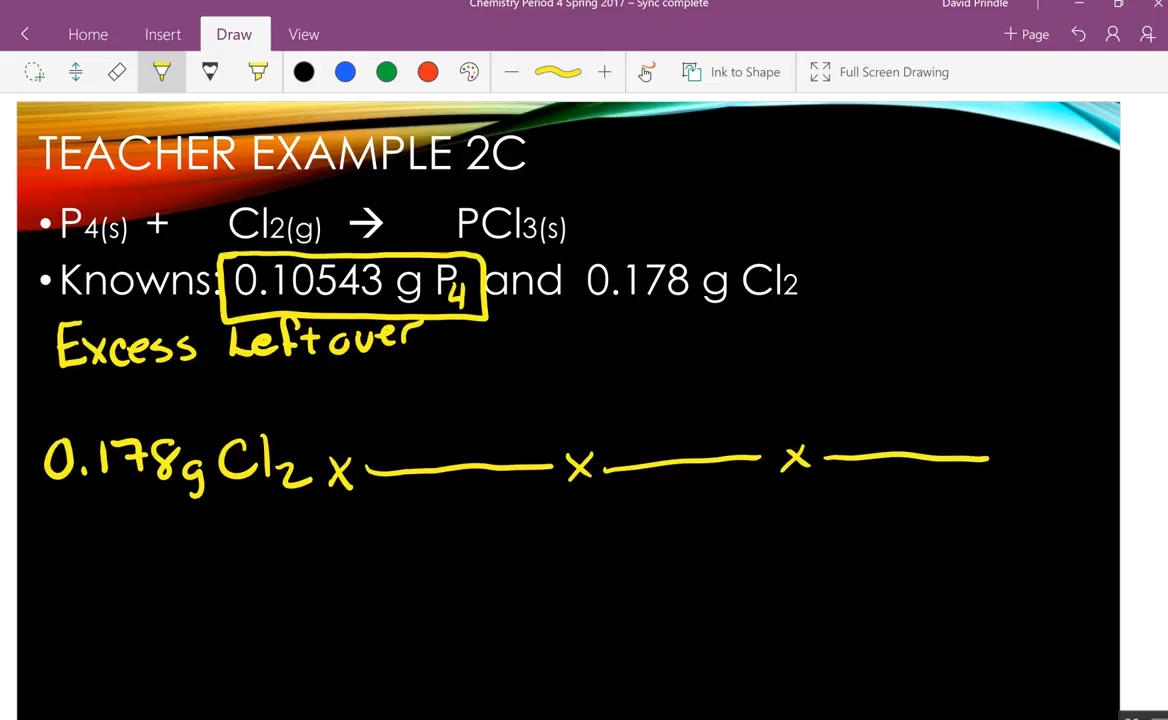 Chemistry Period 4 Spring 2017 – Sync complete
David Prindle
Home Insert Draw View
Page
Ink to Shape
Full Screen Drawing
TEACHER EXAMPLE 2C
• P4(s) + Cl2(g) → PCl3(s)
• Knowns: 0.10543 g P4 and 0.178 g Cl2
Excess Leftover
0.178g Cl2 x ——— x ——— x ———